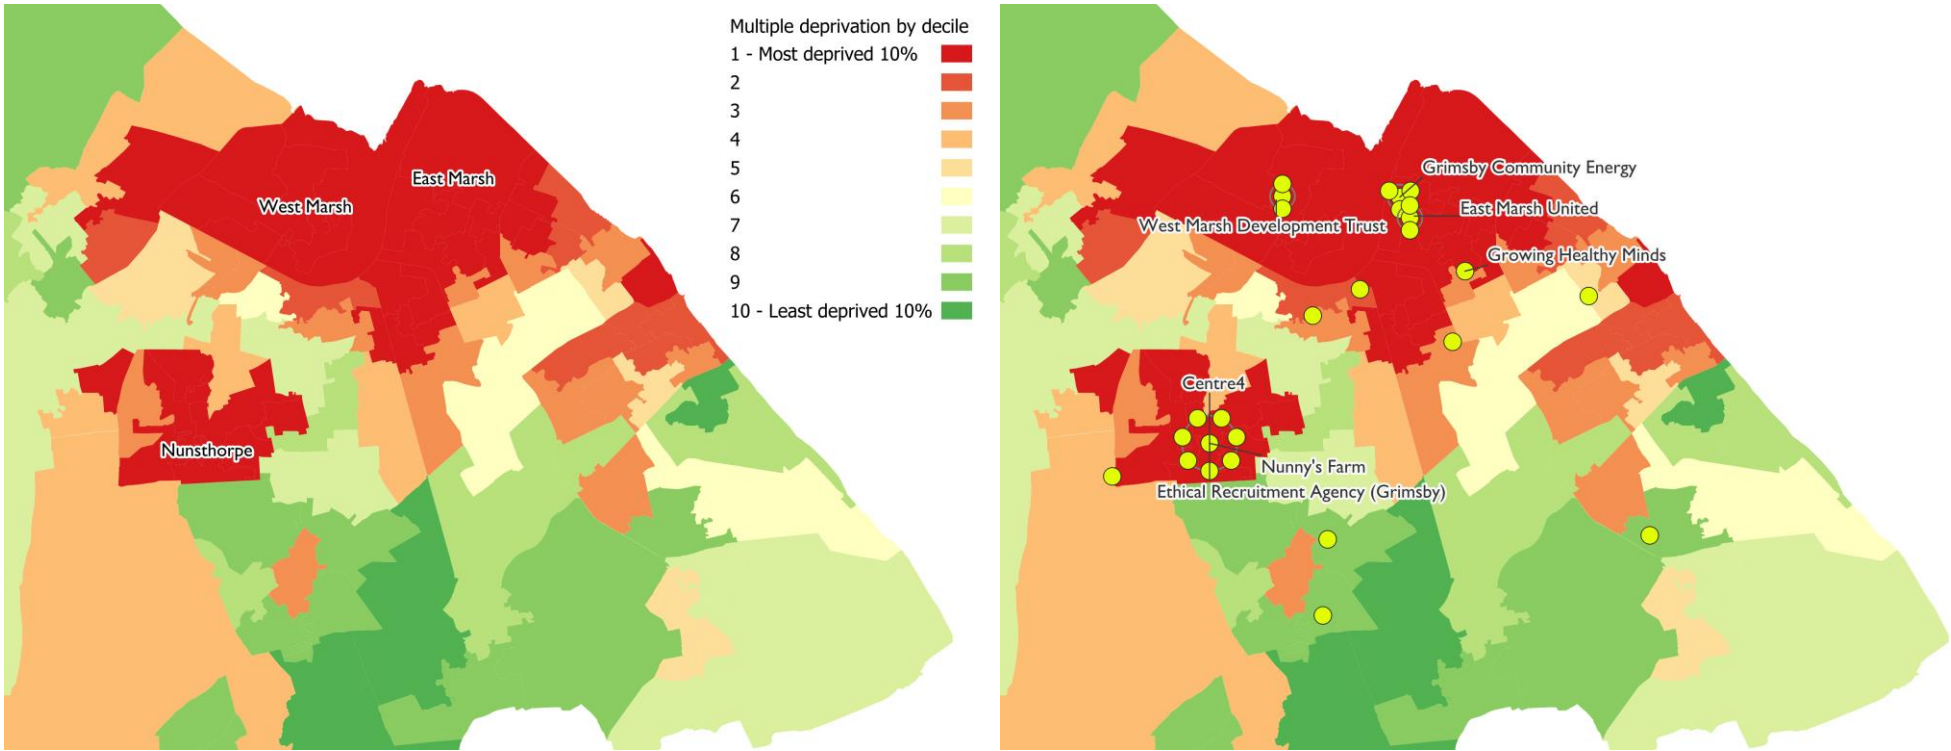 Multiple deprivation by decile
1 - Most deprived 10%
2
3
4
5
6
7
8
9
10 - Least deprived 10%
East Marsh
West Marsh
Nunsthorpe
Grimsby Community Energy
East Marsh United
West Marsh Development Trust
Growing Healthy Minds
Centre4
Nunny's Farm
Ethical Recruitment Agency (Grimsby)